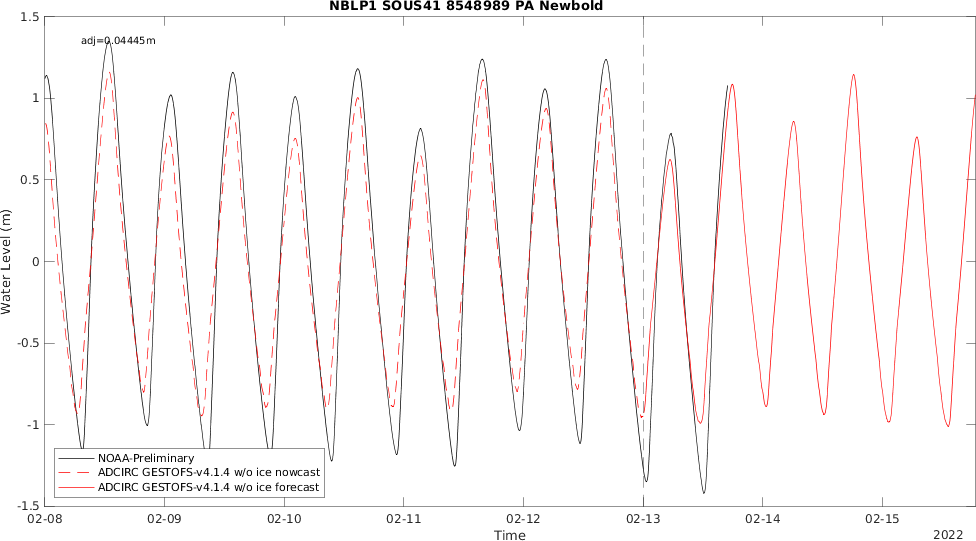 NBLP1 SOUS41 8548989 PA Newbold
adj=0.04445m
1.5
1
0.5
0
-0.5
-1
-1.5
Water Level (m)
NOAA-Preliminary
ADCIRC GESTOFS-v4.1.4 w/o ice nowcast
ADCIRC GESTOFS-v4.1.4 w/o ice forecast
02-08 02-09 02-10 02-11 02-12 02-13 02-14 02-15
Time
2022